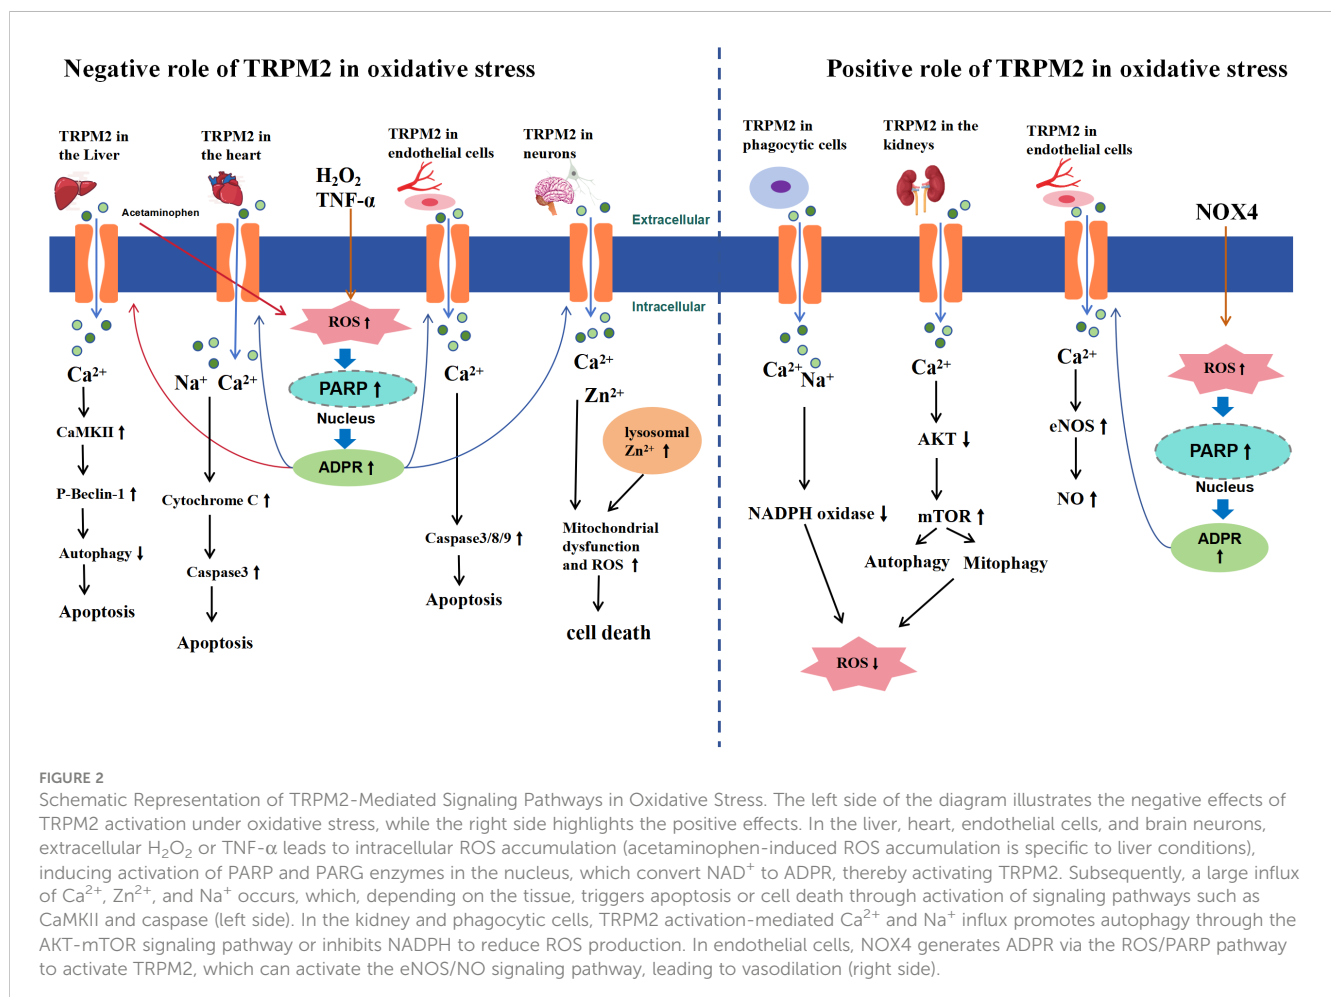 Negative role of TRPM2 in oxidative stress
Positive role of TRPM2 in oxidative stress
TRPM2 in
the Liver
TRPM2 in
the heart
H₂O₂
TNF-α
TRPM2 in
endothelial cells
TRPM2 in
neurons
TRPM2 in
phagocytic cells
TRPM2 in the
kidneys
TRPM2 in
endothelial cells
NOX4
Acetaminophen
Extracellular
Intracellular
Ca²⁺
CaMKII ↑
P-Beclin-1 ↑
Autophagy ↓
Apoptosis
Na⁺ Ca²⁺
Cytochrome C ↑
Caspase3 ↑
Apoptosis
ROS ↑
PARP ↑
Nucleus
ADPR ↑
Ca²⁺
Caspase3/8/9 ↑
Apoptosis
Ca²⁺
Zn²⁺
lysosomal
Zn²⁺ ↑
Mitochondrial
dysfunction
and ROS ↑
cell death
Ca²⁺ Na⁺
NADPH oxidase ↓
Ca²⁺
AKT ↓
mTOR ↑
Autophagy Mitophagy
ROS ↓
Ca²⁺
eNOS ↑
NO ↑
ROS ↑
PARP ↑
Nucleus
ADPR
↑
FIGURE 2
Schematic Representation of TRPM2-Mediated Signaling Pathways in Oxidative Stress. The left side of the diagram illustrates the negative effects of
TRPM2 activation under oxidative stress, while the right side highlights the positive effects. In the liver, heart, endothelial cells, and brain neurons,
extracellular H₂O₂ or TNF-α leads to intracellular ROS accumulation (acetaminophen-induced ROS accumulation is specific to liver conditions),
inducing activation of PARP and PARG enzymes in the nucleus, which convert NAD⁺ to ADPR, thereby activating TRPM2. Subsequently, a large influx
of Ca²⁺, Zn²⁺, and Na⁺ occurs, which, depending on the tissue, triggers apoptosis or cell death through activation of signaling pathways such as
CaMKII and caspase (left side). In the kidney and phagocytic cells, TRPM2 activation-mediated Ca²⁺ and Na⁺ influx promotes autophagy through the
AKT-mTOR signaling pathway or inhibits NADPH to reduce ROS production. In endothelial cells, NOX4 generates ADPR via the ROS/PARP pathway
to activate TRPM2, which can activate the eNOS/NO signaling pathway, leading to vasodilation (right side).